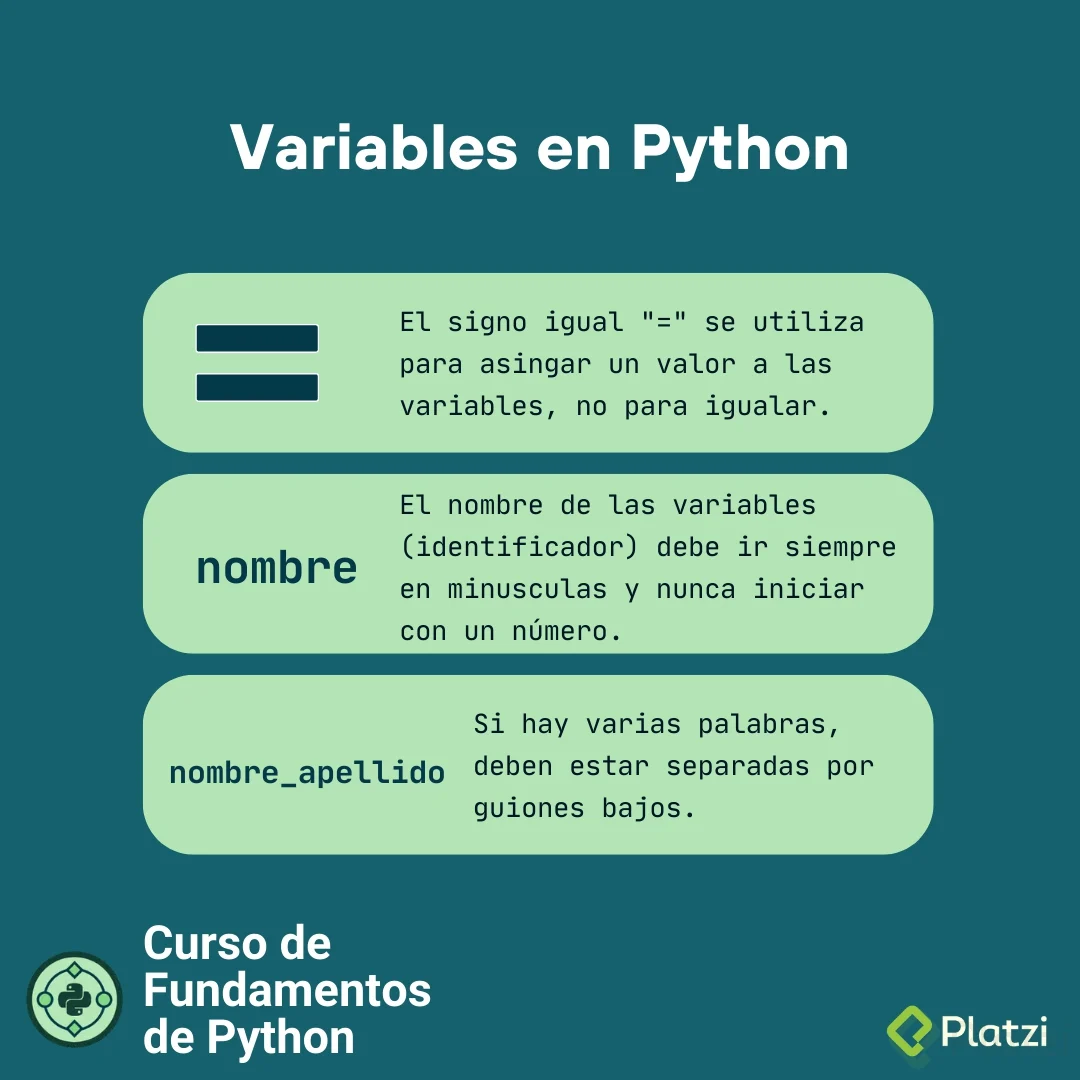 Variables en Python
El signo igual "=" se utiliza
para asingar un valor a las
variables, no para igualar.
nombre
El nombre de las variables
(identificador) debe ir siempre
en minusculas y nunca iniciar
con un número.
nombre_apellido
Si hay varias palabras,
deben estar separadas por
guiones bajos.
Curso de
Fundamentos
de Python
Platzi